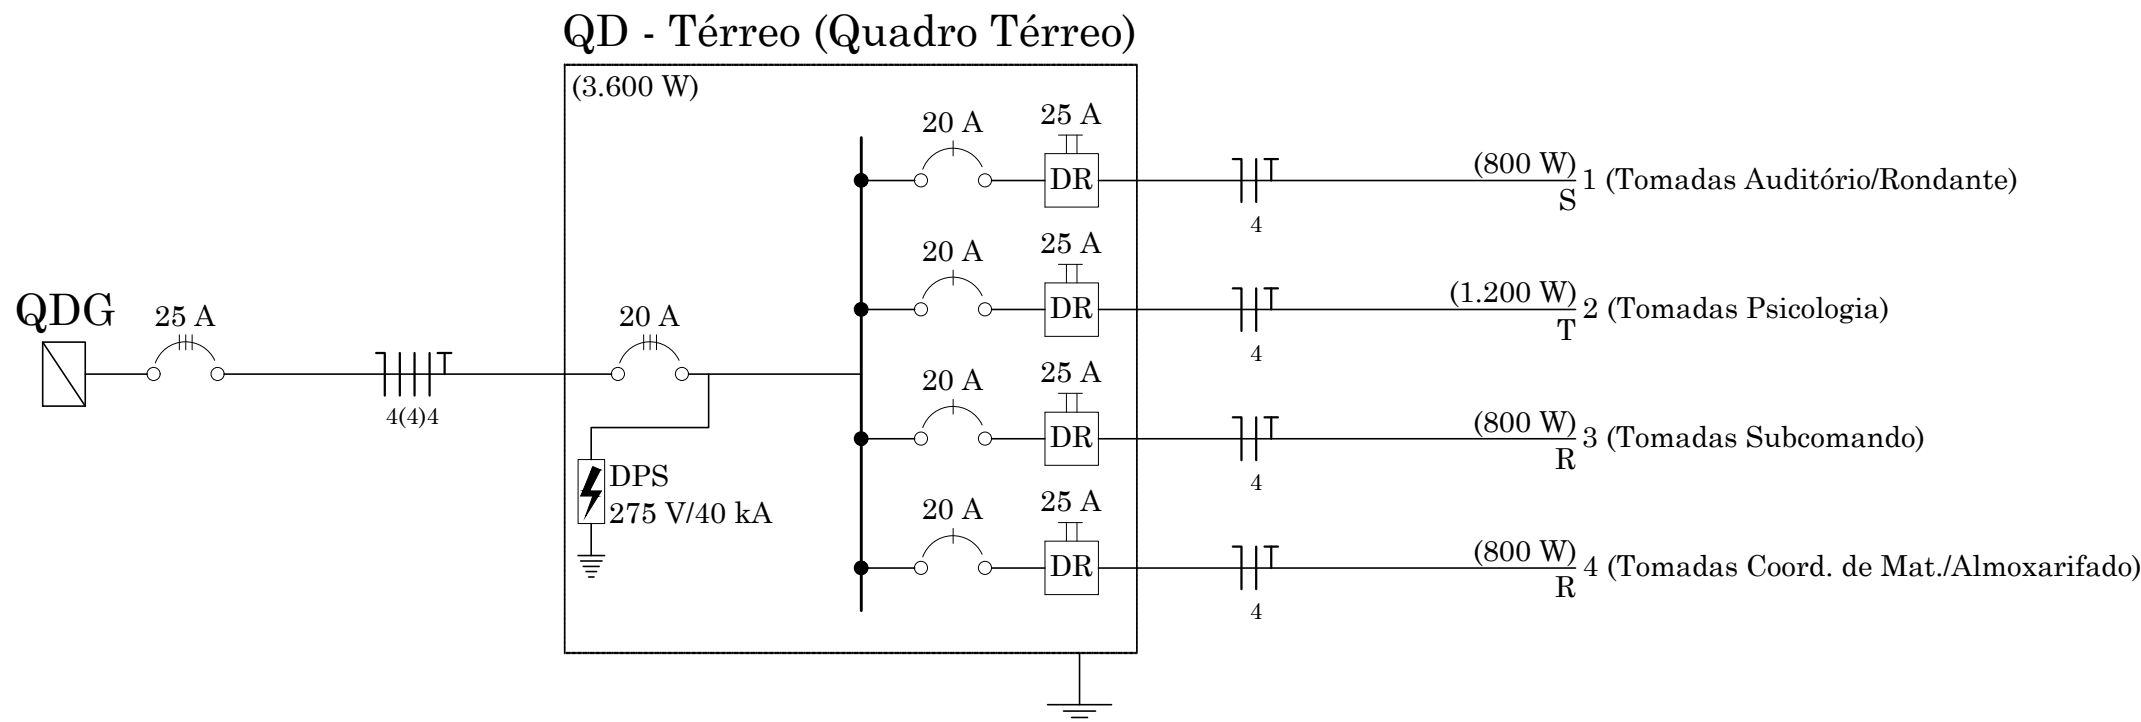 QD - Térreo (Quadro Térreo)
(3.600 W)
QDG
25 A
4(4)4
20 A
DPS
275 V/40 kA
20 A
25 A
DR
4
(800 W)
S
1 (Tomadas Auditório/Rondante)
20 A
25 A
DR
4
(1.200 W)
T
2 (Tomadas Psicologia)
20 A
25 A
DR
4
(800 W)
R
3 (Tomadas Subcomando)
20 A
25 A
DR
4
(800 W)
R
4 (Tomadas Coord. de Mat./Almoxarifado)